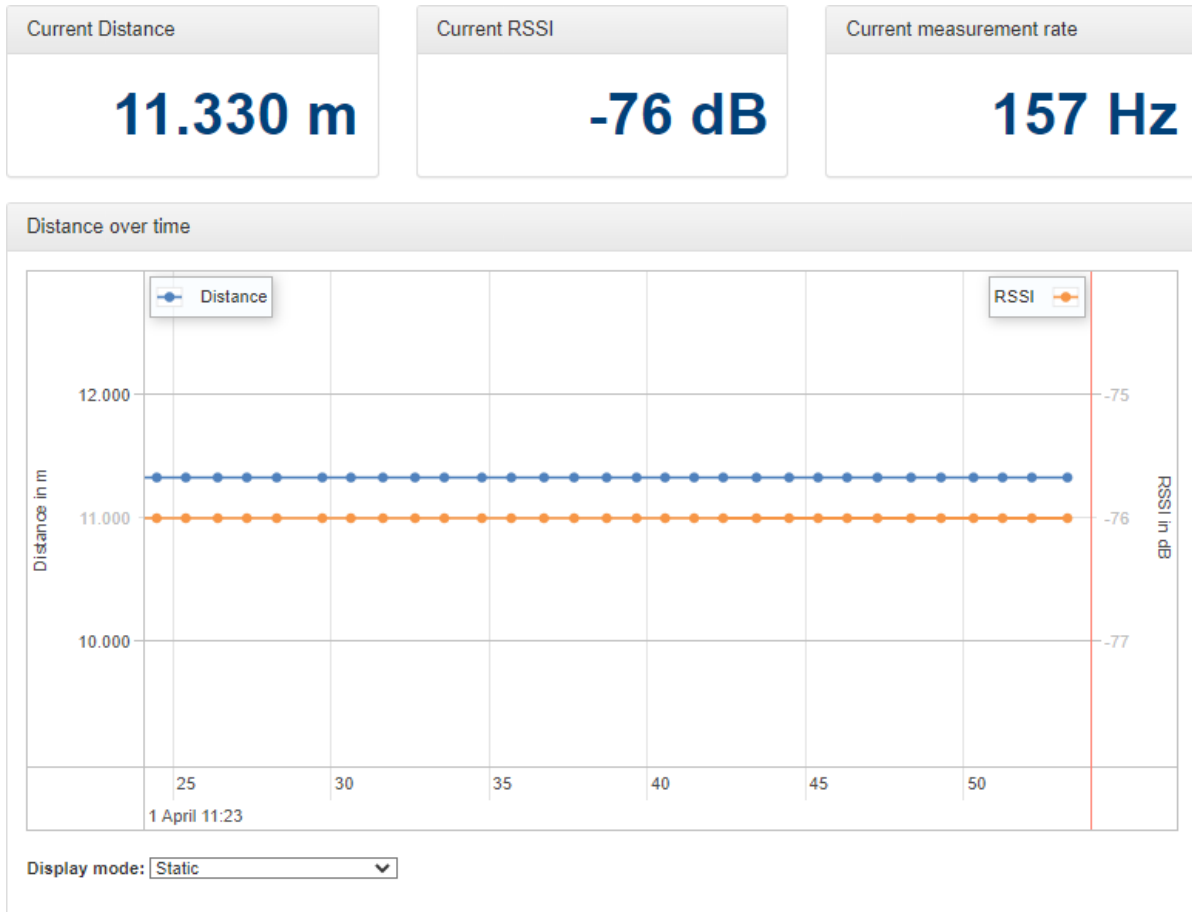 Current Distance
11.330 m
Current RSSI
-76 dB
Current measurement rate
157 Hz
Distance over time
Distance
RSSI
12.000
11.000
10.000
Distance in m
-75
-76
-77
RSSI in dB
25 30 35 40 45 50
1 April 11:23
Display mode: Static